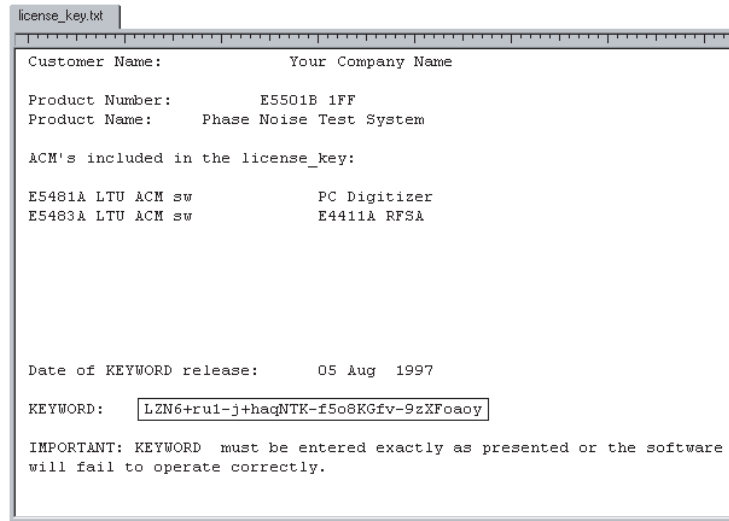 license_key.txt
Customer Name: Your Company Name
Product Number: E5501B 1FF
Product Name: Phase Noise Test System
ACM's included in the license_key:
E5481A LTU ACM sw PC Digitizer
E5483A LTU ACM sw E4411A RFSA
Date of KEYWORD release: 05 Aug 1997
KEYWORD: LZN6+ru1-j+haqNTK-f5o8KGfv-9zXFoaoy
IMPORTANT: KEYWORD must be entered exactly as presented or the software
will fail to operate correctly.